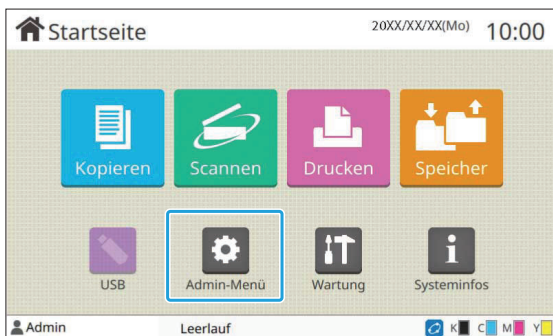 Startseite 20XX/XX/XX(Mo) 10:00
Kopieren Scannen Drucken Speicher
USB Admin-Menü Wartung Systeminfos
Admin Leerlauf K C M Y